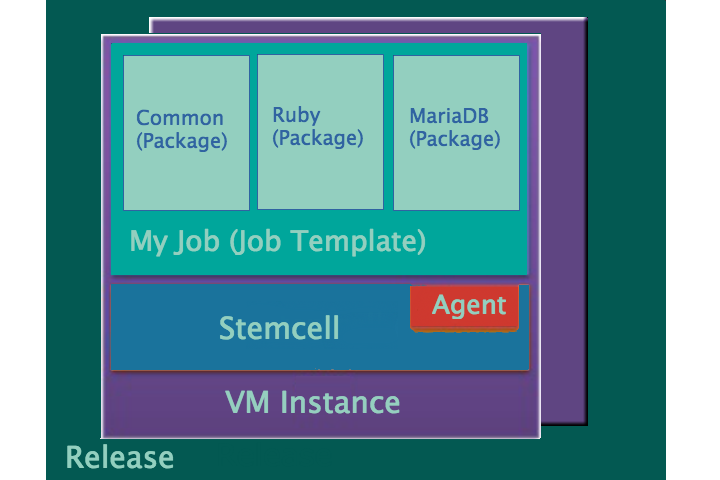 Common
(Package)
Ruby
(Package)
MariaDB
(Package)
My Job (Job Template)
Agent
Stemcell
VM Instance
Release